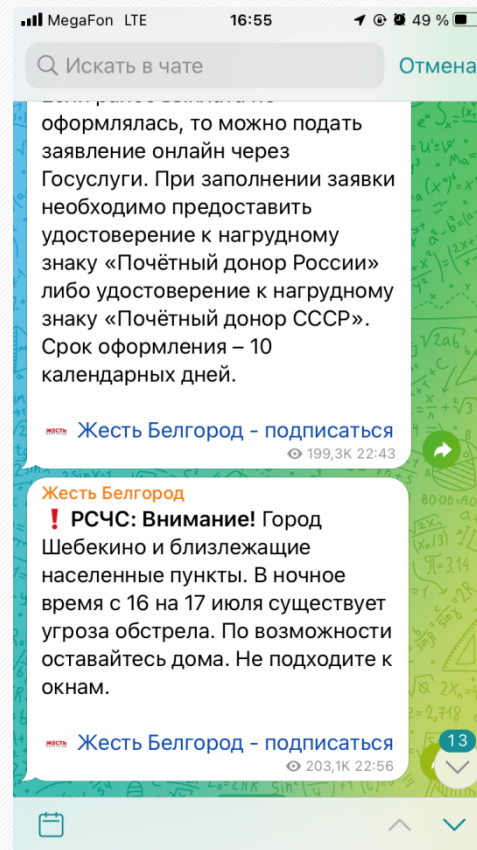 MegaFon LTE 16:55 49 %
Искать в чате Отмена
оформлялась, то можно подать
заявление онлайн через
Госуслуги. При заполнении заявки
необходимо предоставить
удостоверение к нагрудному
знаку «Почётный донор России»
либо удостоверение к нагрудному
знаку «Почётный донор СССР».
Срок оформления – 10
календарных дней.
жесть Жесть Белгород - подписаться
199,3K 22:43
Жесть Белгород
❗ РСЧС: Внимание! Город
Шебекино и близлежащие
населенные пункты. В ночное
время с 16 на 17 июля существует
угроза обстрела. По возможности
оставайтесь дома. Не подходите к
окнам.
жесть Жесть Белгород - подписаться
203,1K 22:56
13